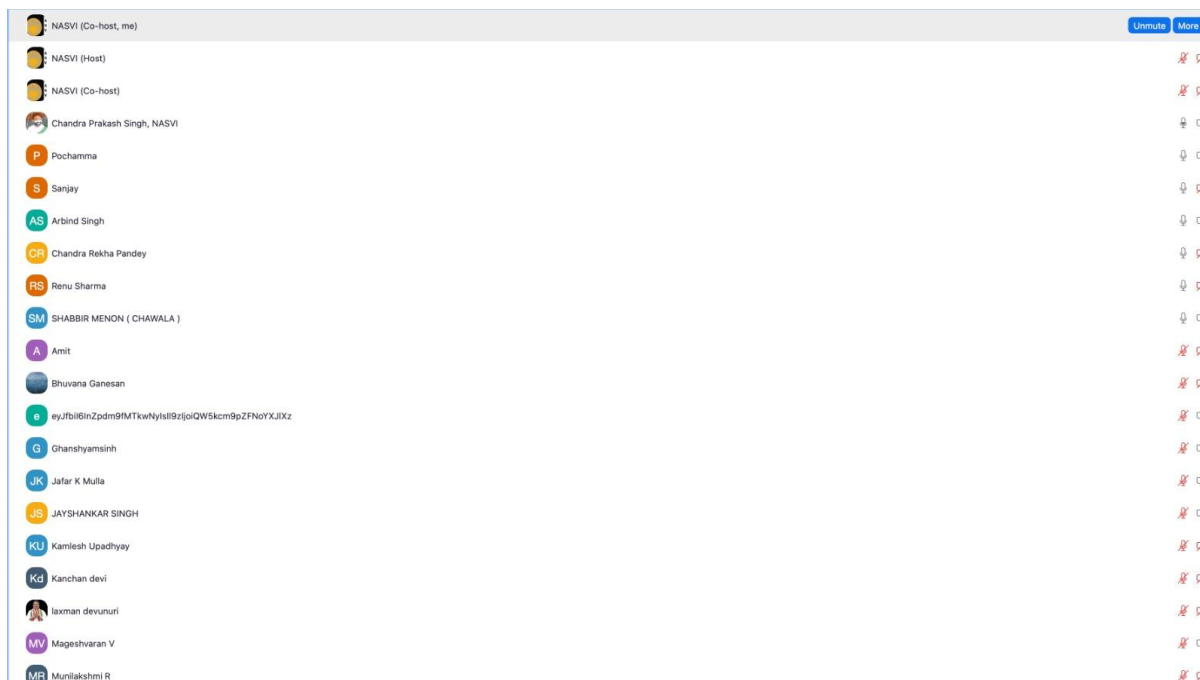 NASVI (Co-host, me) Unmute More
NASVI (Host)
NASVI (Co-host)
Chandra Prakash Singh, NASVI
P Pochamma
S Sanjay
AS Arbind Singh
CR Chandra Rekha Pandey
RS Renu Sharma
SM SHABBIR MENON ( CHAWALA )
A Amit
Bhuvana Ganesan
e
G Ghanshyamsinh
JK Jafar K Mulla
JS JAYSHANKAR SINGH
KU Kamlesh Upadhyay
Kd Kanchan devi
laxman devunuri
MV Mageshvaran V
MR Munilakshmi R